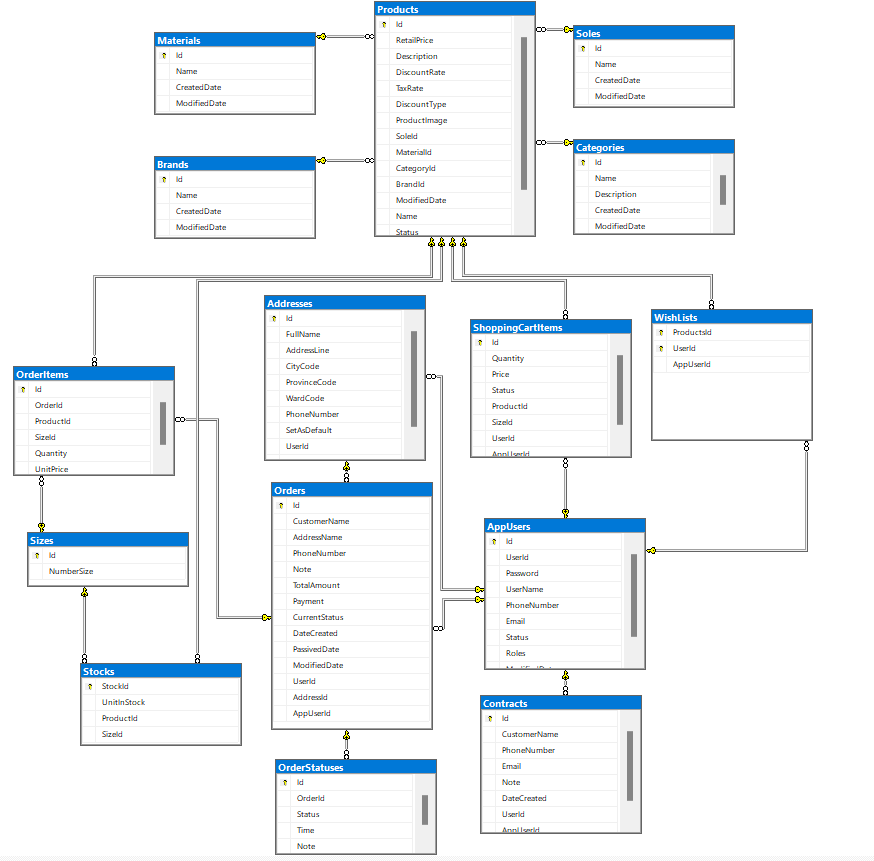 Products
Id
RetailPrice
Description
DiscountRate
TaxRate
DiscountType
ProductImage
SoleId
MaterialId
CategoryId
BrandId
ModifiedDate
Name
Status
Materials
Id
Name
CreatedDate
ModifiedDate
Soles
Id
Name
CreatedDate
ModifiedDate
Brands
Id
Name
CreatedDate
ModifiedDate
Categories
Id
Name
Description
CreatedDate
ModifiedDate
Addresses
Id
FullName
AddressLine
CityCode
ProvinceCode
WardCode
PhoneNumber
SetAsDefault
UserId
ShoppingCartItems
Id
Quantity
Price
Status
ProductId
SizeId
UserId
AppUserId
WishLists
ProductsId
UserId
AppUserId
OrderItems
Id
OrderId
ProductId
SizeId
Quantity
UnitPrice
Orders
Id
CustomerName
AddressName
PhoneNumber
Note
TotalAmount
Payment
CurrentStatus
DateCreated
PassivedDate
ModifiedDate
UserId
AddressId
AppUserId
AppUsers
Id
UserId
Password
UserName
PhoneNumber
Email
Status
Roles
ModifiedDate
Sizes
Id
NumberSize
Stocks
StockId
UnitInStock
ProductId
SizeId
Contracts
Id
CustomerName
PhoneNumber
Email
Note
DateCreated
UserId
AppUserId
OrderStatuses
Id
OrderId
Status
Time
Note